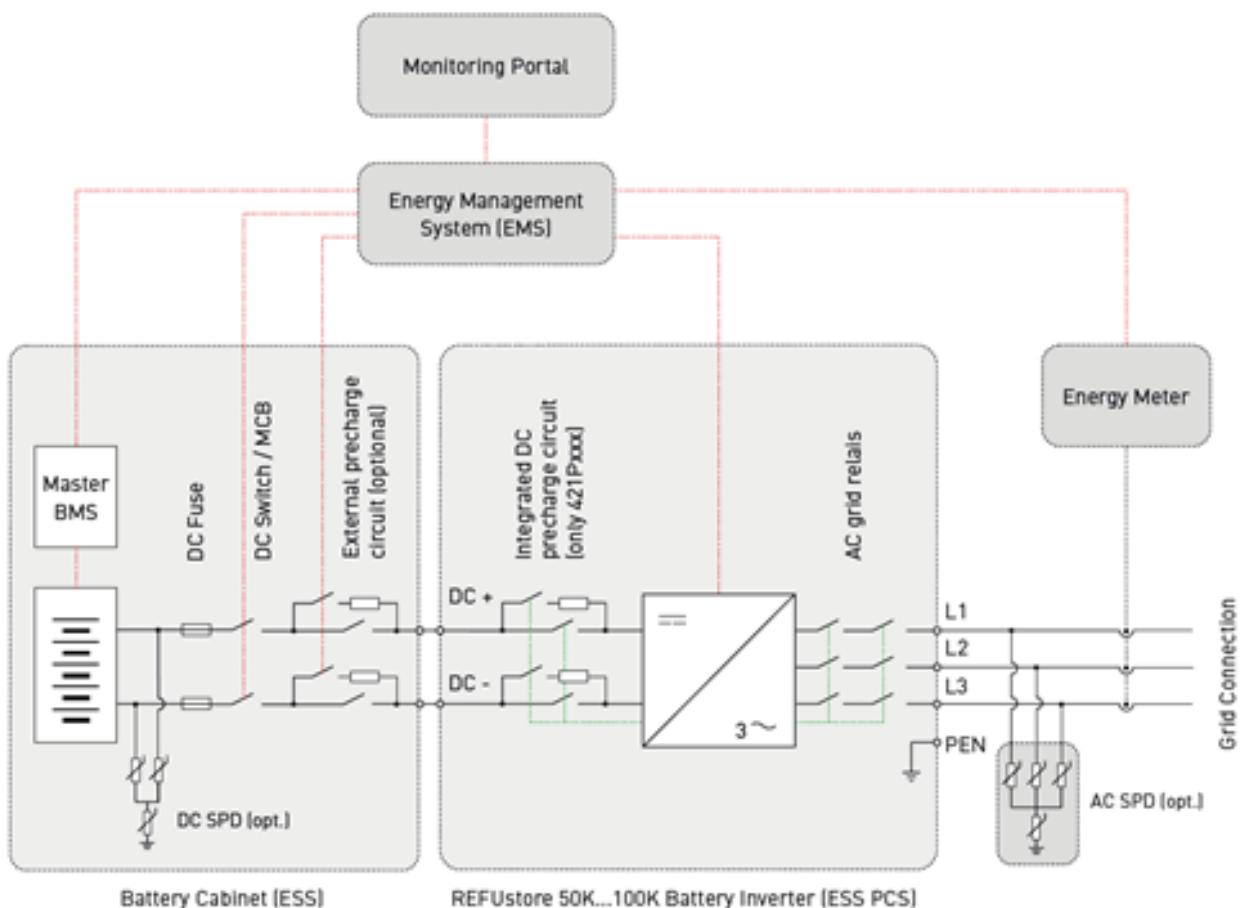 Monitoring Portal
Energy Management
System (EMS)
Energy Meter
Master
BMS
DC Fuse
DC Switch / MCB
External precharge
circuit (optional)
Integrated DC
precharge circuit
(only 421Pxxx)
AC grid relais
DC +
DC -
3
L1
L2
L3
PEN
Grid Connection
DC SPD (opt.)
AC SPD (opt.)
Battery Cabinet (ESS)
REFUstore 50K...100K Battery Inverter (ESS PCS)